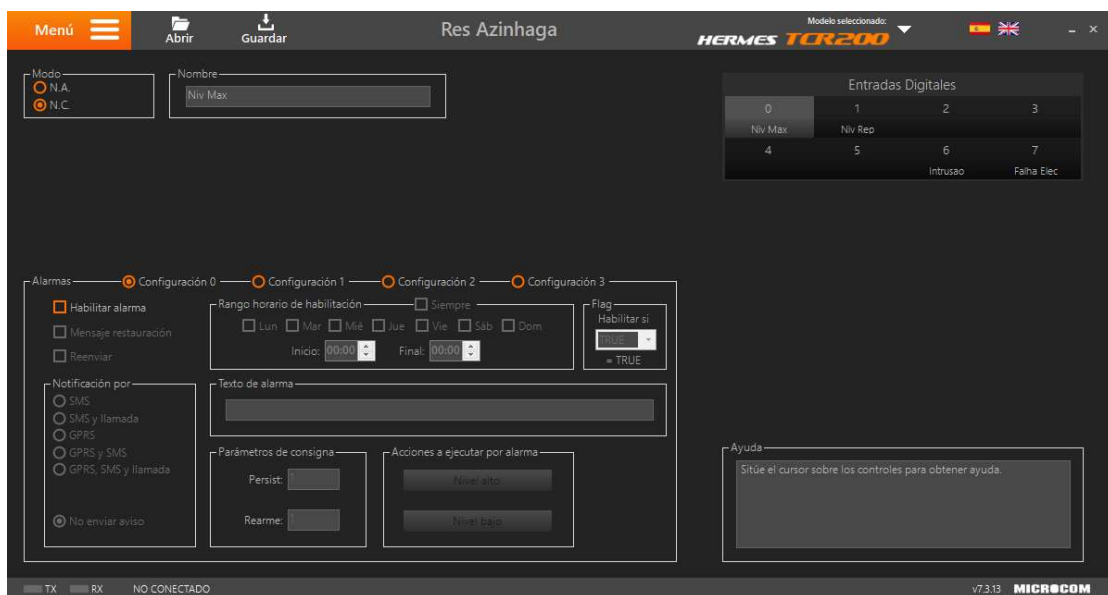 Menú
Abrir
Guardar
Res Azinhaga
Modelo seleccionado:
HERMES TCR200
Modo
N.A.
N.C.
Nombre
Niv Max
Entradas Digitales
0 1 2 3
Niv Max Niv Rep
4 5 6 7
Intrusao Falha Elec
Alarmas Configuración 0 Configuración 1 Configuración 2 Configuración 3
Habilitar alarma
Mensaje restauración
Reenviar
Rango horario de habilitación Siempre
Lun Mar Mié Jue Vie Sáb Dom
Inicio: 00:00 Final: 00:00
Flag
Habilitar si
TRUE
= TRUE
Notificación por
SMS
SMS y llamada
GPRS
GPRS y SMS
GPRS, SMS y llamada
No enviar aviso
Texto de alarma
Parámetros de consigna
Persist: 1
Rearme: 1
Acciones a ejecutar por alarma
Nivel alto
Nivel bajo
Ayuda
Sitúe el cursor sobre los controles para obtener ayuda.
TX RX NO CONECTADO
v7.3.13 MICROCOM